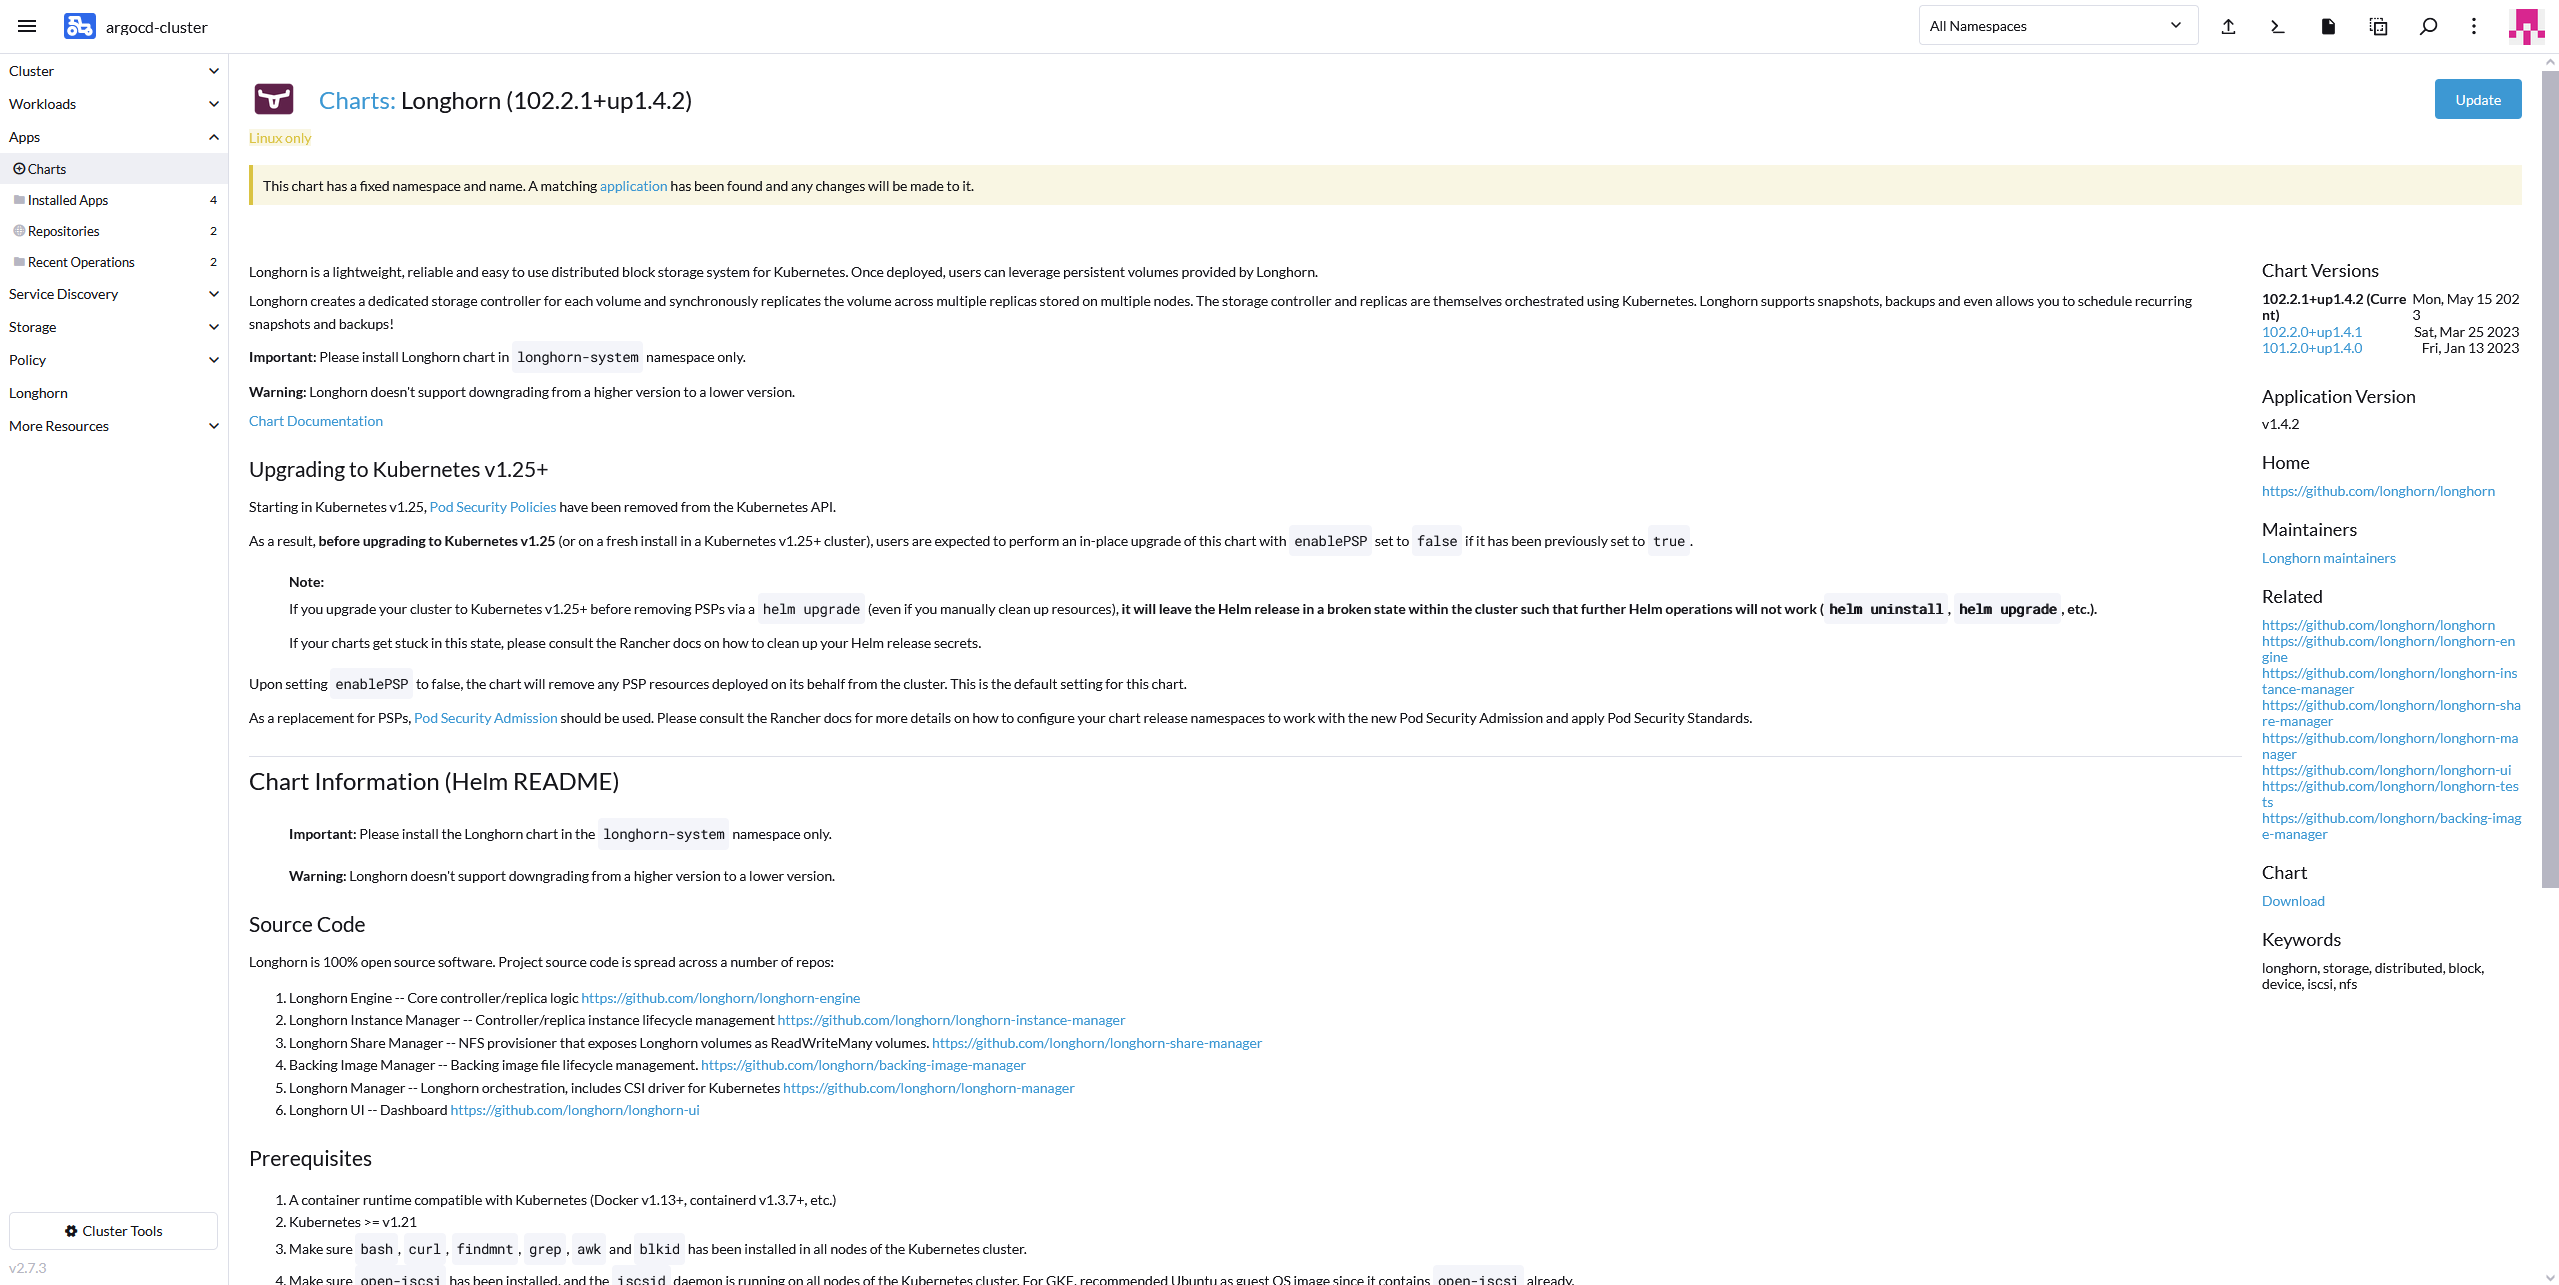 argocd-cluster
All Namespaces
Cluster
Workloads
Apps
Charts
Installed Apps 4
Repositories 2
Recent Operations 2
Service Discovery
Storage
Policy
Longhorn
More Resources
Cluster Tools
v2.7.3
Charts: Longhorn (102.2.1+up1.4.2)
Update
Linux only
This chart has a fixed namespace and name. A matching application has been found and any changes will be made to it.
Longhorn is a lightweight, reliable and easy to use distributed block storage system for Kubernetes. Once deployed, users can leverage persistent volumes provided by Longhorn.
Longhorn creates a dedicated storage controller for each volume and synchronously replicates the volume across multiple replicas stored on multiple nodes. The storage controller and replicas are themselves orchestrated using Kubernetes. Longhorn supports snapshots, backups and even allows you to schedule recurring
snapshots and backups!
Important: Please install Longhorn chart in longhorn-system namespace only.
Warning: Longhorn doesn't support downgrading from a higher version to a lower version.
Chart Documentation
Upgrading to Kubernetes v1.25+
Starting in Kubernetes v1.25, Pod Security Policies have been removed from the Kubernetes API.
As a result, before upgrading to Kubernetes v1.25 (or on a fresh install in a Kubernetes v1.25+ cluster), users are expected to perform an in-place upgrade of this chart with enablePSP set to false if it has been previously set to true.
Note:
If you upgrade your cluster to Kubernetes v1.25+ before removing PSPs via a helm upgrade (even if you manually clean up resources), it will leave the Helm release in a broken state within the cluster such that further Helm operations will not work (helm uninstall, helm upgrade, etc.).
If your charts get stuck in this state, please consult the Rancher docs on how to clean up your Helm release secrets.
Upon setting enablePSP to false, the chart will remove any PSP resources deployed on its behalf from the cluster. This is the default setting for this chart.
As a replacement for PSPs, Pod Security Admission should be used. Please consult the Rancher docs for more details on how to configure your chart release namespaces to work with the new Pod Security Admission and apply Pod Security Standards.
Chart Information (Helm README)
Important: Please install the Longhorn chart in the longhorn-system namespace only.
Warning: Longhorn doesn't support downgrading from a higher version to a lower version.
Source Code
Longhorn is 100% open source software. Project source code is spread across a number of repos:
1. Longhorn Engine -- Core controller/replica logic https://github.com/longhorn/longhorn-engine
2. Longhorn Instance Manager -- Controller/replica instance lifecycle management https://github.com/longhorn/longhorn-instance-manager
3. Longhorn Share Manager -- NFS provisioner that exposes Longhorn volumes as ReadWriteMany volumes. https://github.com/longhorn/longhorn-share-manager
4. Backing Image Manager -- Backing image file lifecycle management. https://github.com/longhorn/backing-image-manager
5. Longhorn Manager -- Longhorn orchestration, includes CSI driver for Kubernetes https://github.com/longhorn/longhorn-manager
6. Longhorn UI -- Dashboard https://github.com/longhorn/longhorn-ui
Prerequisites
1. A container runtime compatible with Kubernetes (Docker v1.13+, containerd v1.3.7+, etc.)
2. Kubernetes >= v1.21
3. Make sure bash, curl, findmnt, grep, awk and blkid has been installed in all nodes of the Kubernetes cluster.
4. Make sure open-iscsi has been installed, and the iscsid daemon is running on all nodes of the Kubernetes cluster. For GKE, recommended Ubuntu as guest OS image since it contains open-iscsi already.
Chart Versions
102.2.1+up1.4.2 (Curre Mon, May 15 202
nt) 3
102.2.0+up1.4.1 Sat, Mar 25 2023
101.2.0+up1.4.0 Fri, Jan 13 2023
Application Version
v1.4.2
Home
https://github.com/longhorn/longhorn
Maintainers
Longhorn maintainers
Related
https://github.com/longhorn/longhorn
https://github.com/longhorn/longhorn-en
gine
https://github.com/longhorn/longhorn-ins
tance-manager
https://github.com/longhorn/longhorn-sha
re-manager
https://github.com/longhorn/longhorn-ma
nager
https://github.com/longhorn/longhorn-ui
https://github.com/longhorn/longhorn-tes
ts
https://github.com/longhorn/backing-imag
e-manager
Chart
Download
Keywords
longhorn, storage, distributed, block,
device, iscsi, nfs